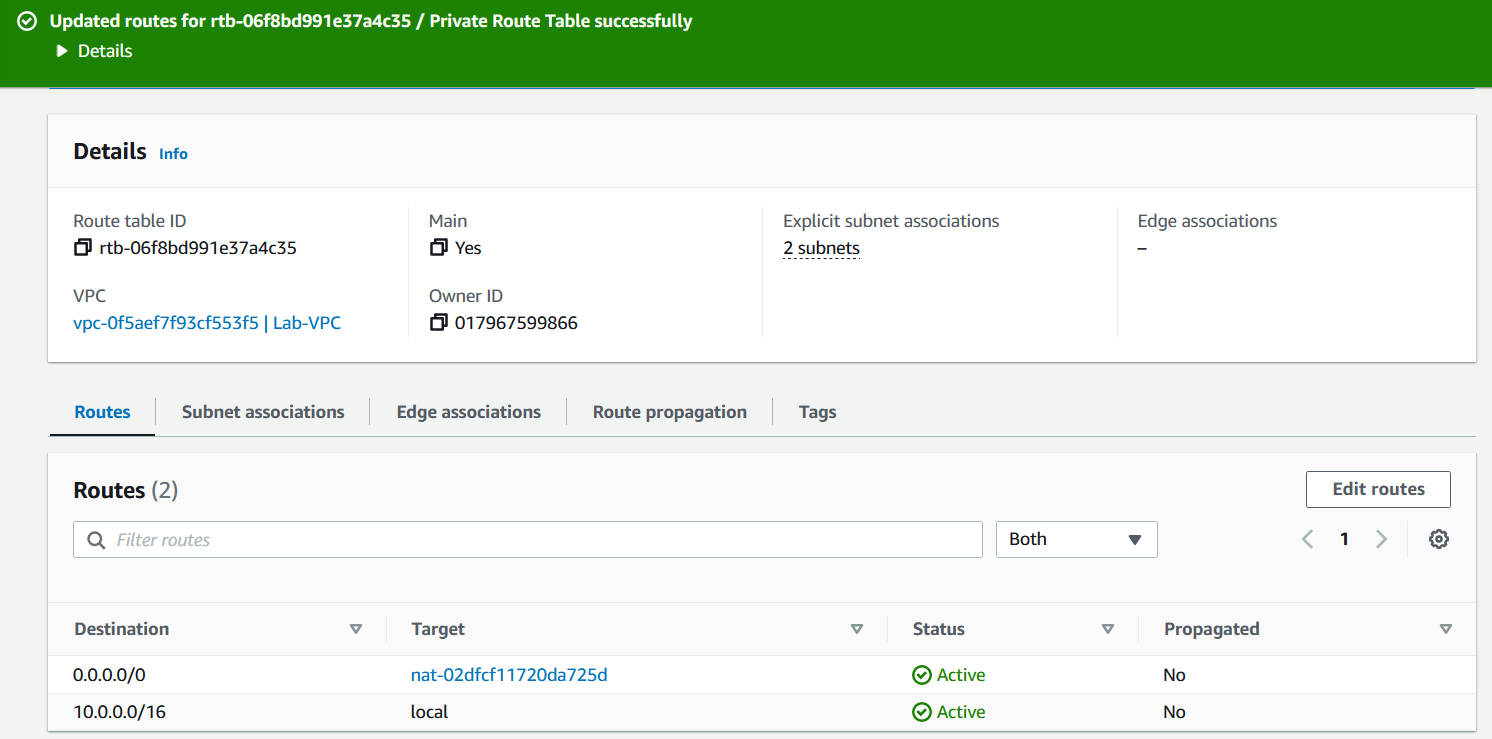 Updated routes for rtb-06f8bd991e37a4c35 / Private Route Table successfully
Details
Details Info
Route table ID
rtb-06f8bd991e37a4c35
Main
Yes
Explicit subnet associations
2 subnets
Edge associations
–
VPC
vpc-0f5aef7f93cf553f5 | Lab-VPC
Owner ID
017967599866
Routes Subnet associations Edge associations Route propagation Tags
Routes (2) Edit routes
Filter routes Both 1
Destination Target Status Propagated
0.0.0.0/0 nat-02dfcf11720da725d Active No
10.0.0.0/16 local Active No